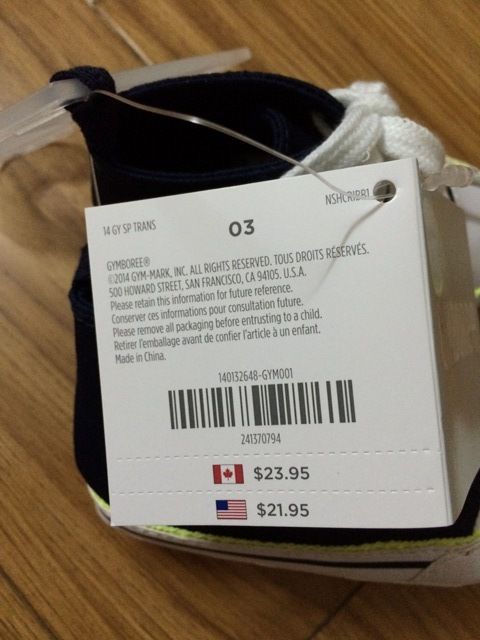 NSHCRIBB1
14 GY SP TRANS
03
GYMBOREE®
©2014 GYM-MARK, INC. ALL RIGHTS RESERVED. TOUS DROITS RÉSERVÉS.
500 HOWARD STREET, SAN FRANCISCO, CA 94105. U.S.A.
Please retain this information for future reference.
Conserver ces informations pour consultation future.
Please remove all packaging before entrusting to a child.
Retirer l'emballage avant de confier l'article à un enfant.
Made in China.
140132648-GYM001
241370794
$23.95
$21.95